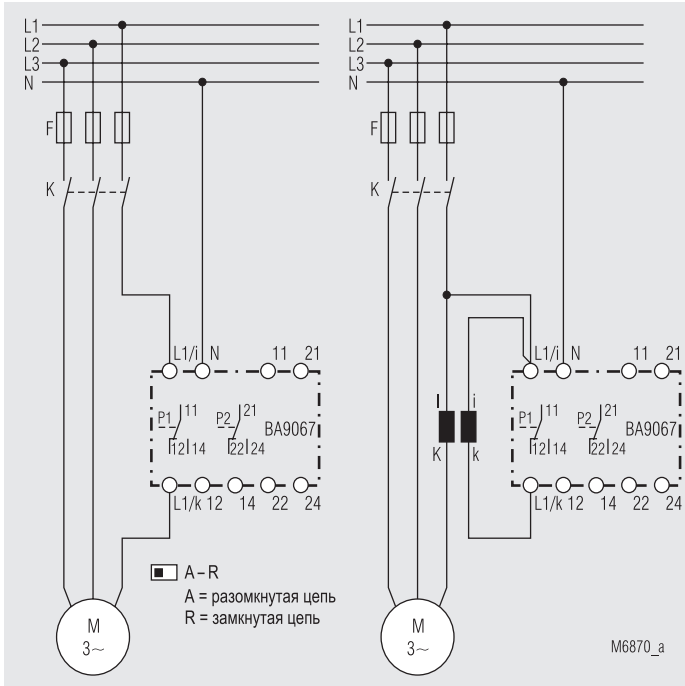 L1
L2
L3
N
F
K
L1/i N 11 21
P1 11 P2 21 BA9067
12 14 22 24
L1/k 12 14 22 24
A – R
A = разомкнутая цепь
R = замкнутая цепь
M
3~
L1
L2
L3
N
F
K
L1/i N 11 21
l i
P1 11 P2 21 BA9067
12 14 22 24
K k
L1/k 12 14 22 24
M
3~
M6870_a